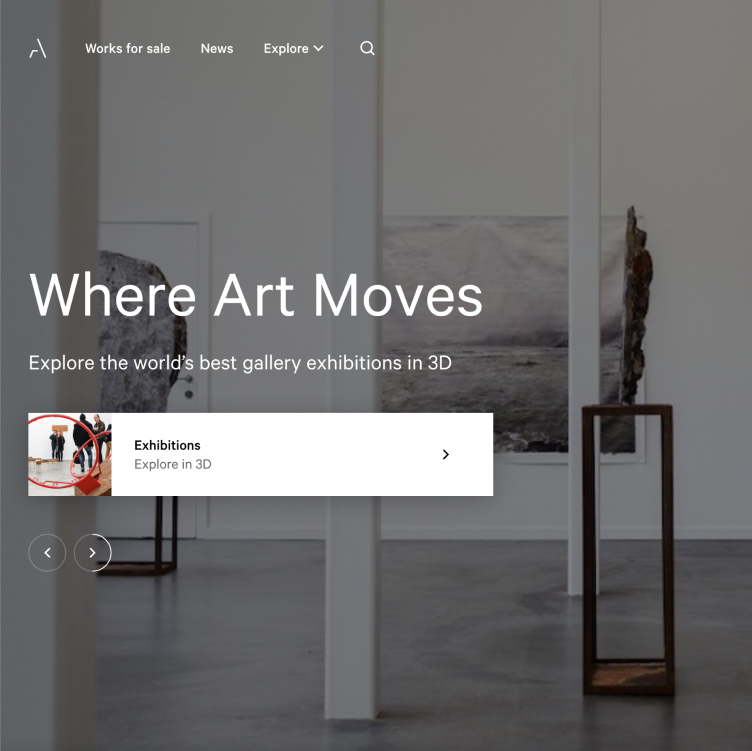 Works for sale
News
Explore
Where Art Moves
Explore the world's best gallery exhibitions in 3D
Exhibitions
Explore in 3D